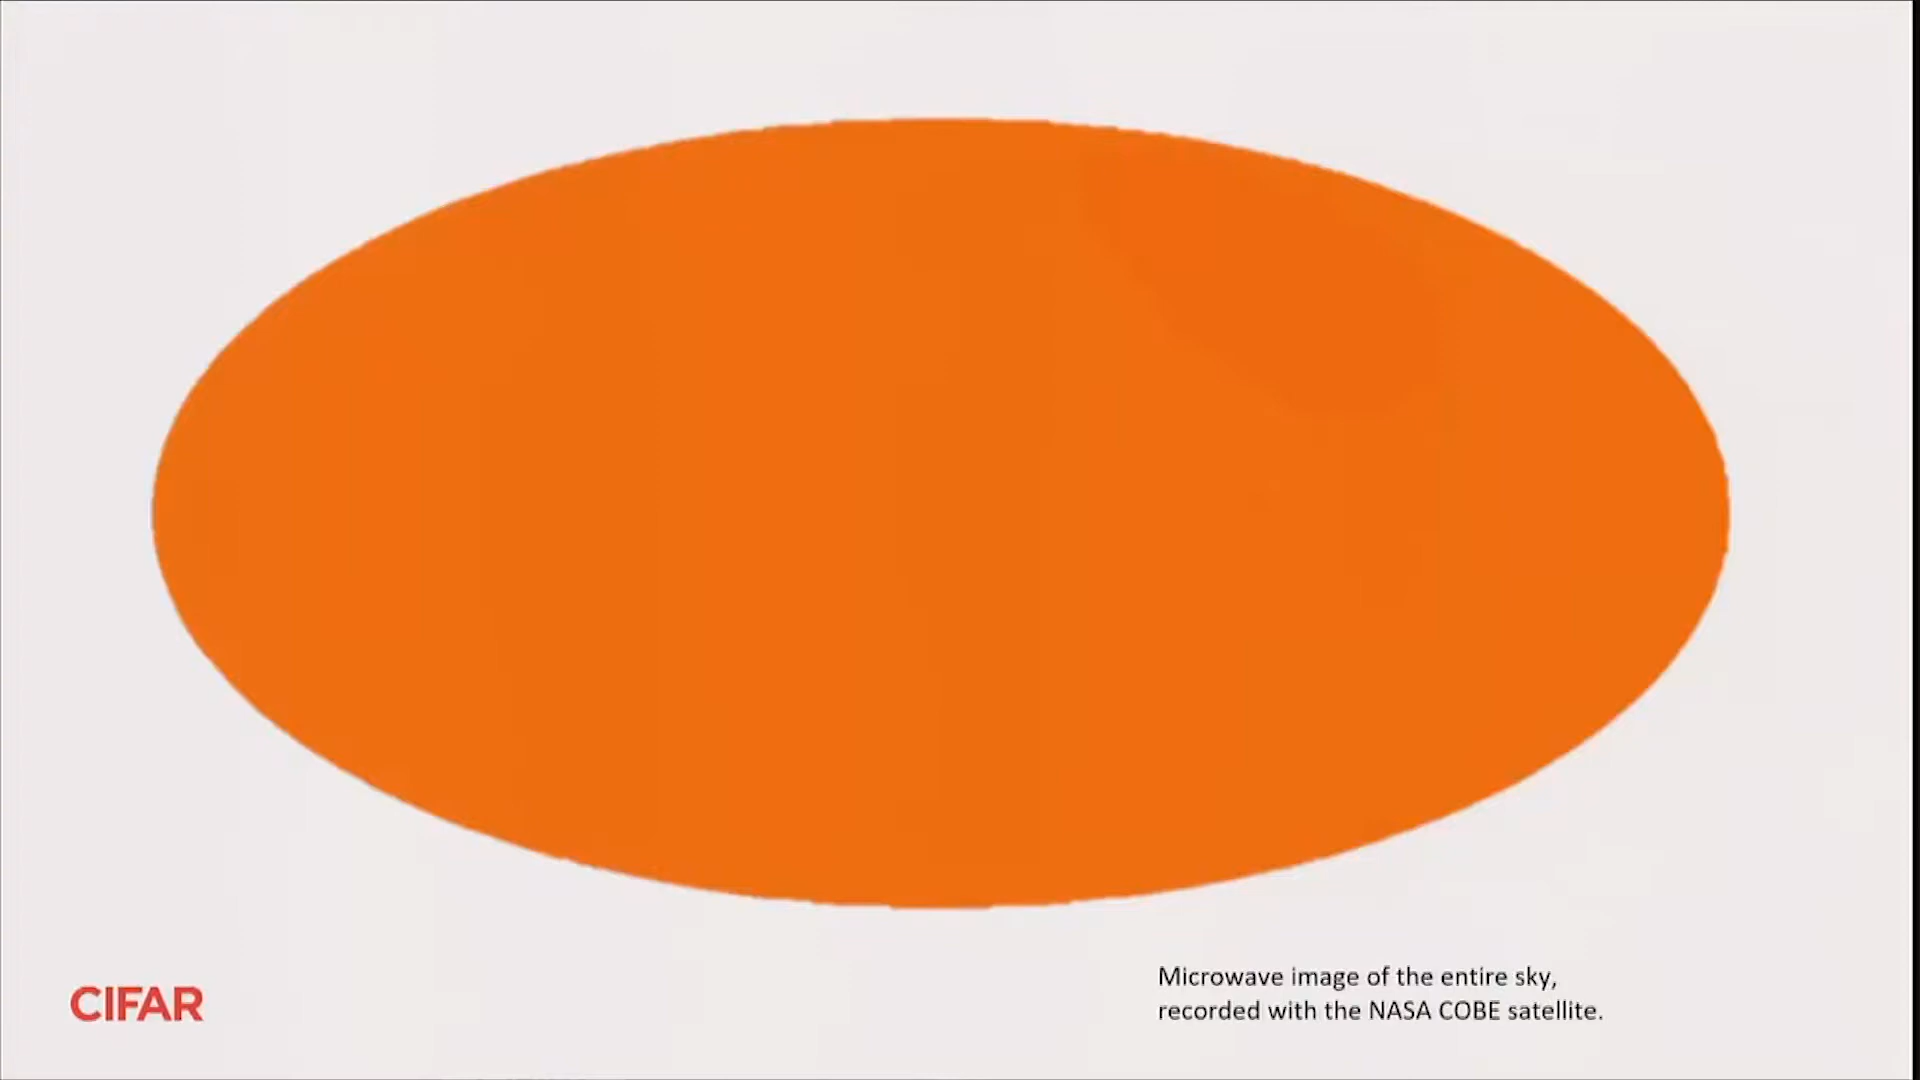 CIFAR
Microwave image of the entire sky,
recorded with the NASA COBE satellite.